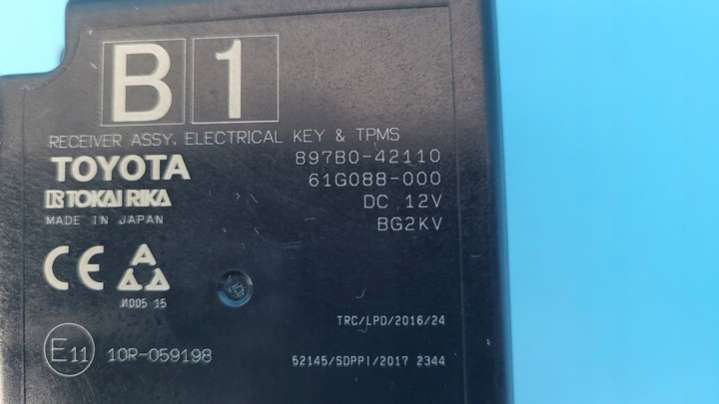 B 1
RECEIVER ASSY, ELECTRICAL KEY & TPMS
TOYOTA 897B0-42110
TOKAI RIKA 61G088-000
MADE IN JAPAN DC 12V
BG2KV
CE
M005 15
TRC/LPD/2016/24
E11 10R-059198
52145/SDPPI/2017 2344